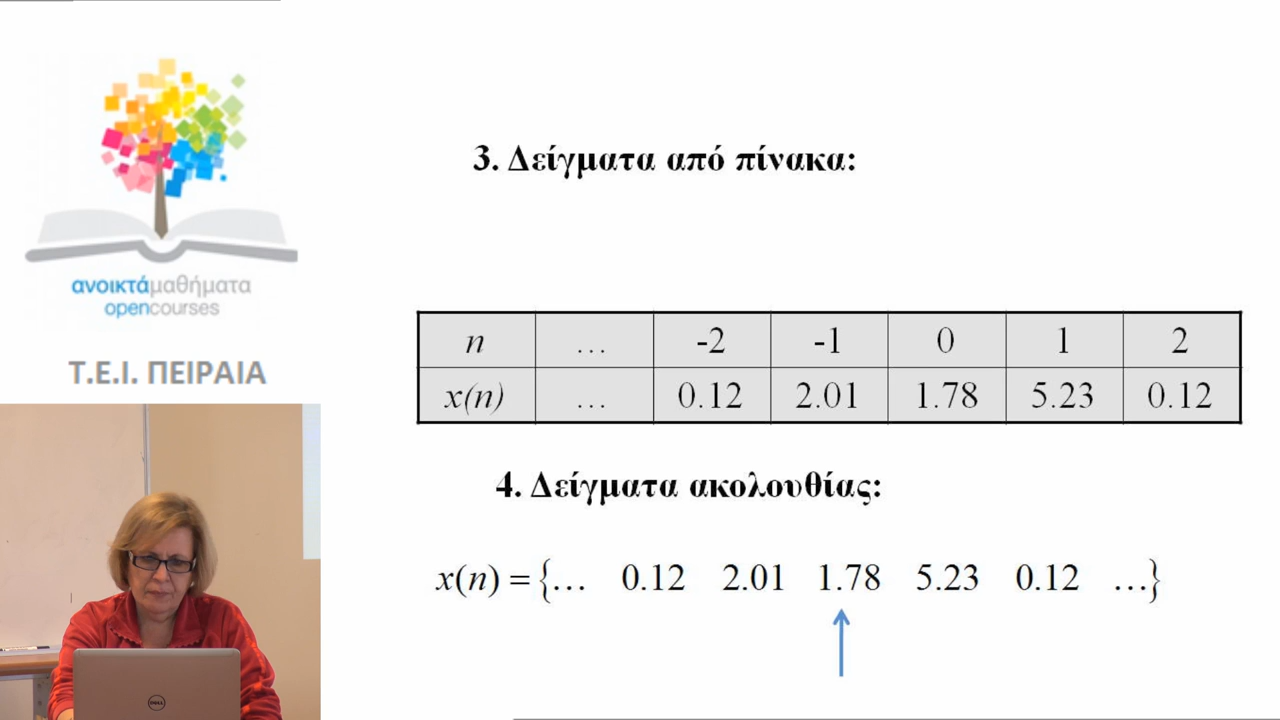 ανοικτάμαθήματα
opencourses
Τ.Ε.Ι. ΠΕΙΡΑΙΑ
3. Δείγματα από πίνακα:
n … -2 -1 0 1 2
x(n) … 0.12 2.01 1.78 5.23 0.12
4. Δείγματα ακολουθίας:
x(n) = {… 0.12 2.01 1.78 5.23 0.12 …}
DELL